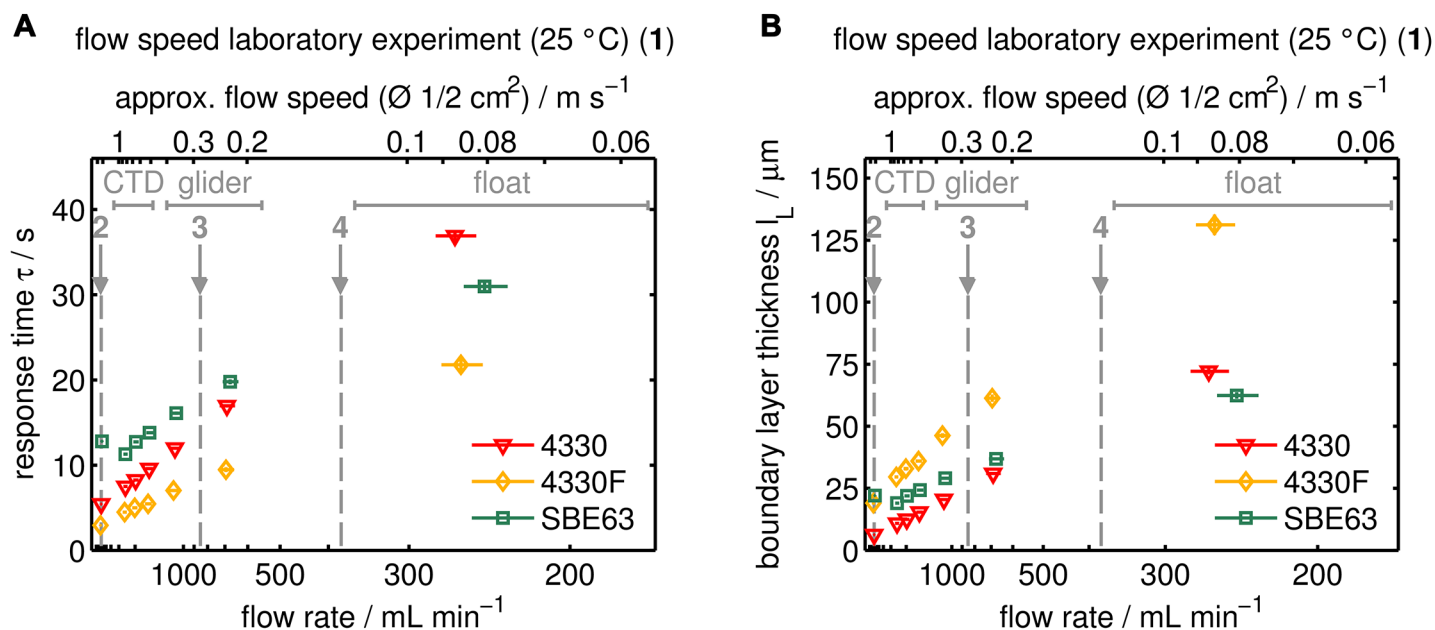 A
flow speed laboratory experiment (25 °C) (1)
approx. flow speed (Ø 1/2 cm²) / m s⁻¹
1 0.3 0.2 0.1 0.08 0.06
CTD glider float
2 3 4
response time τ / s
40
30
20
10
0
4330
4330F
SBE63
1000 500 300 200
flow rate / mL min⁻¹
B
flow speed laboratory experiment (25 °C) (1)
approx. flow speed (Ø 1/2 cm²) / m s⁻¹
1 0.3 0.2 0.1 0.08 0.06
CTD glider float
2 3 4
boundary layer thickness l_L / μm
150
125
100
75
50
25
0
4330
4330F
SBE63
1000 500 300 200
flow rate / mL min⁻¹